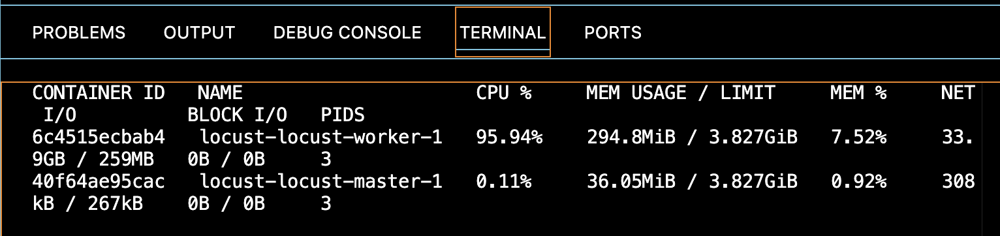 PROBLEMS OUTPUT DEBUG CONSOLE TERMINAL PORTS
CONTAINER ID NAME CPU % MEM USAGE / LIMIT MEM % NET
I/O BLOCK I/O PIDS
6c4515ecbab4 locust-locust-worker-1 95.94% 294.8MiB / 3.827GiB 7.52% 33.
9GB / 259MB 0B / 0B 3
40f64ae95cac locust-locust-master-1 0.11% 36.05MiB / 3.827GiB 0.92% 308
kB / 267kB 0B / 0B 3